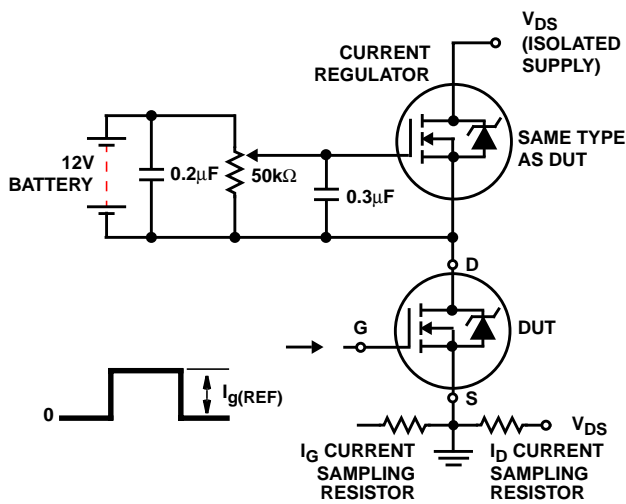 V_DS
(ISOLATED
SUPPLY)
CURRENT
REGULATOR
SAME TYPE
AS DUT
12V
BATTERY
0.2μF
50kΩ
0.3μF
D
DUT
G
S
I_g(REF)
0
V_DS
I_G CURRENT
SAMPLING
RESISTOR
I_D CURRENT
SAMPLING
RESISTOR